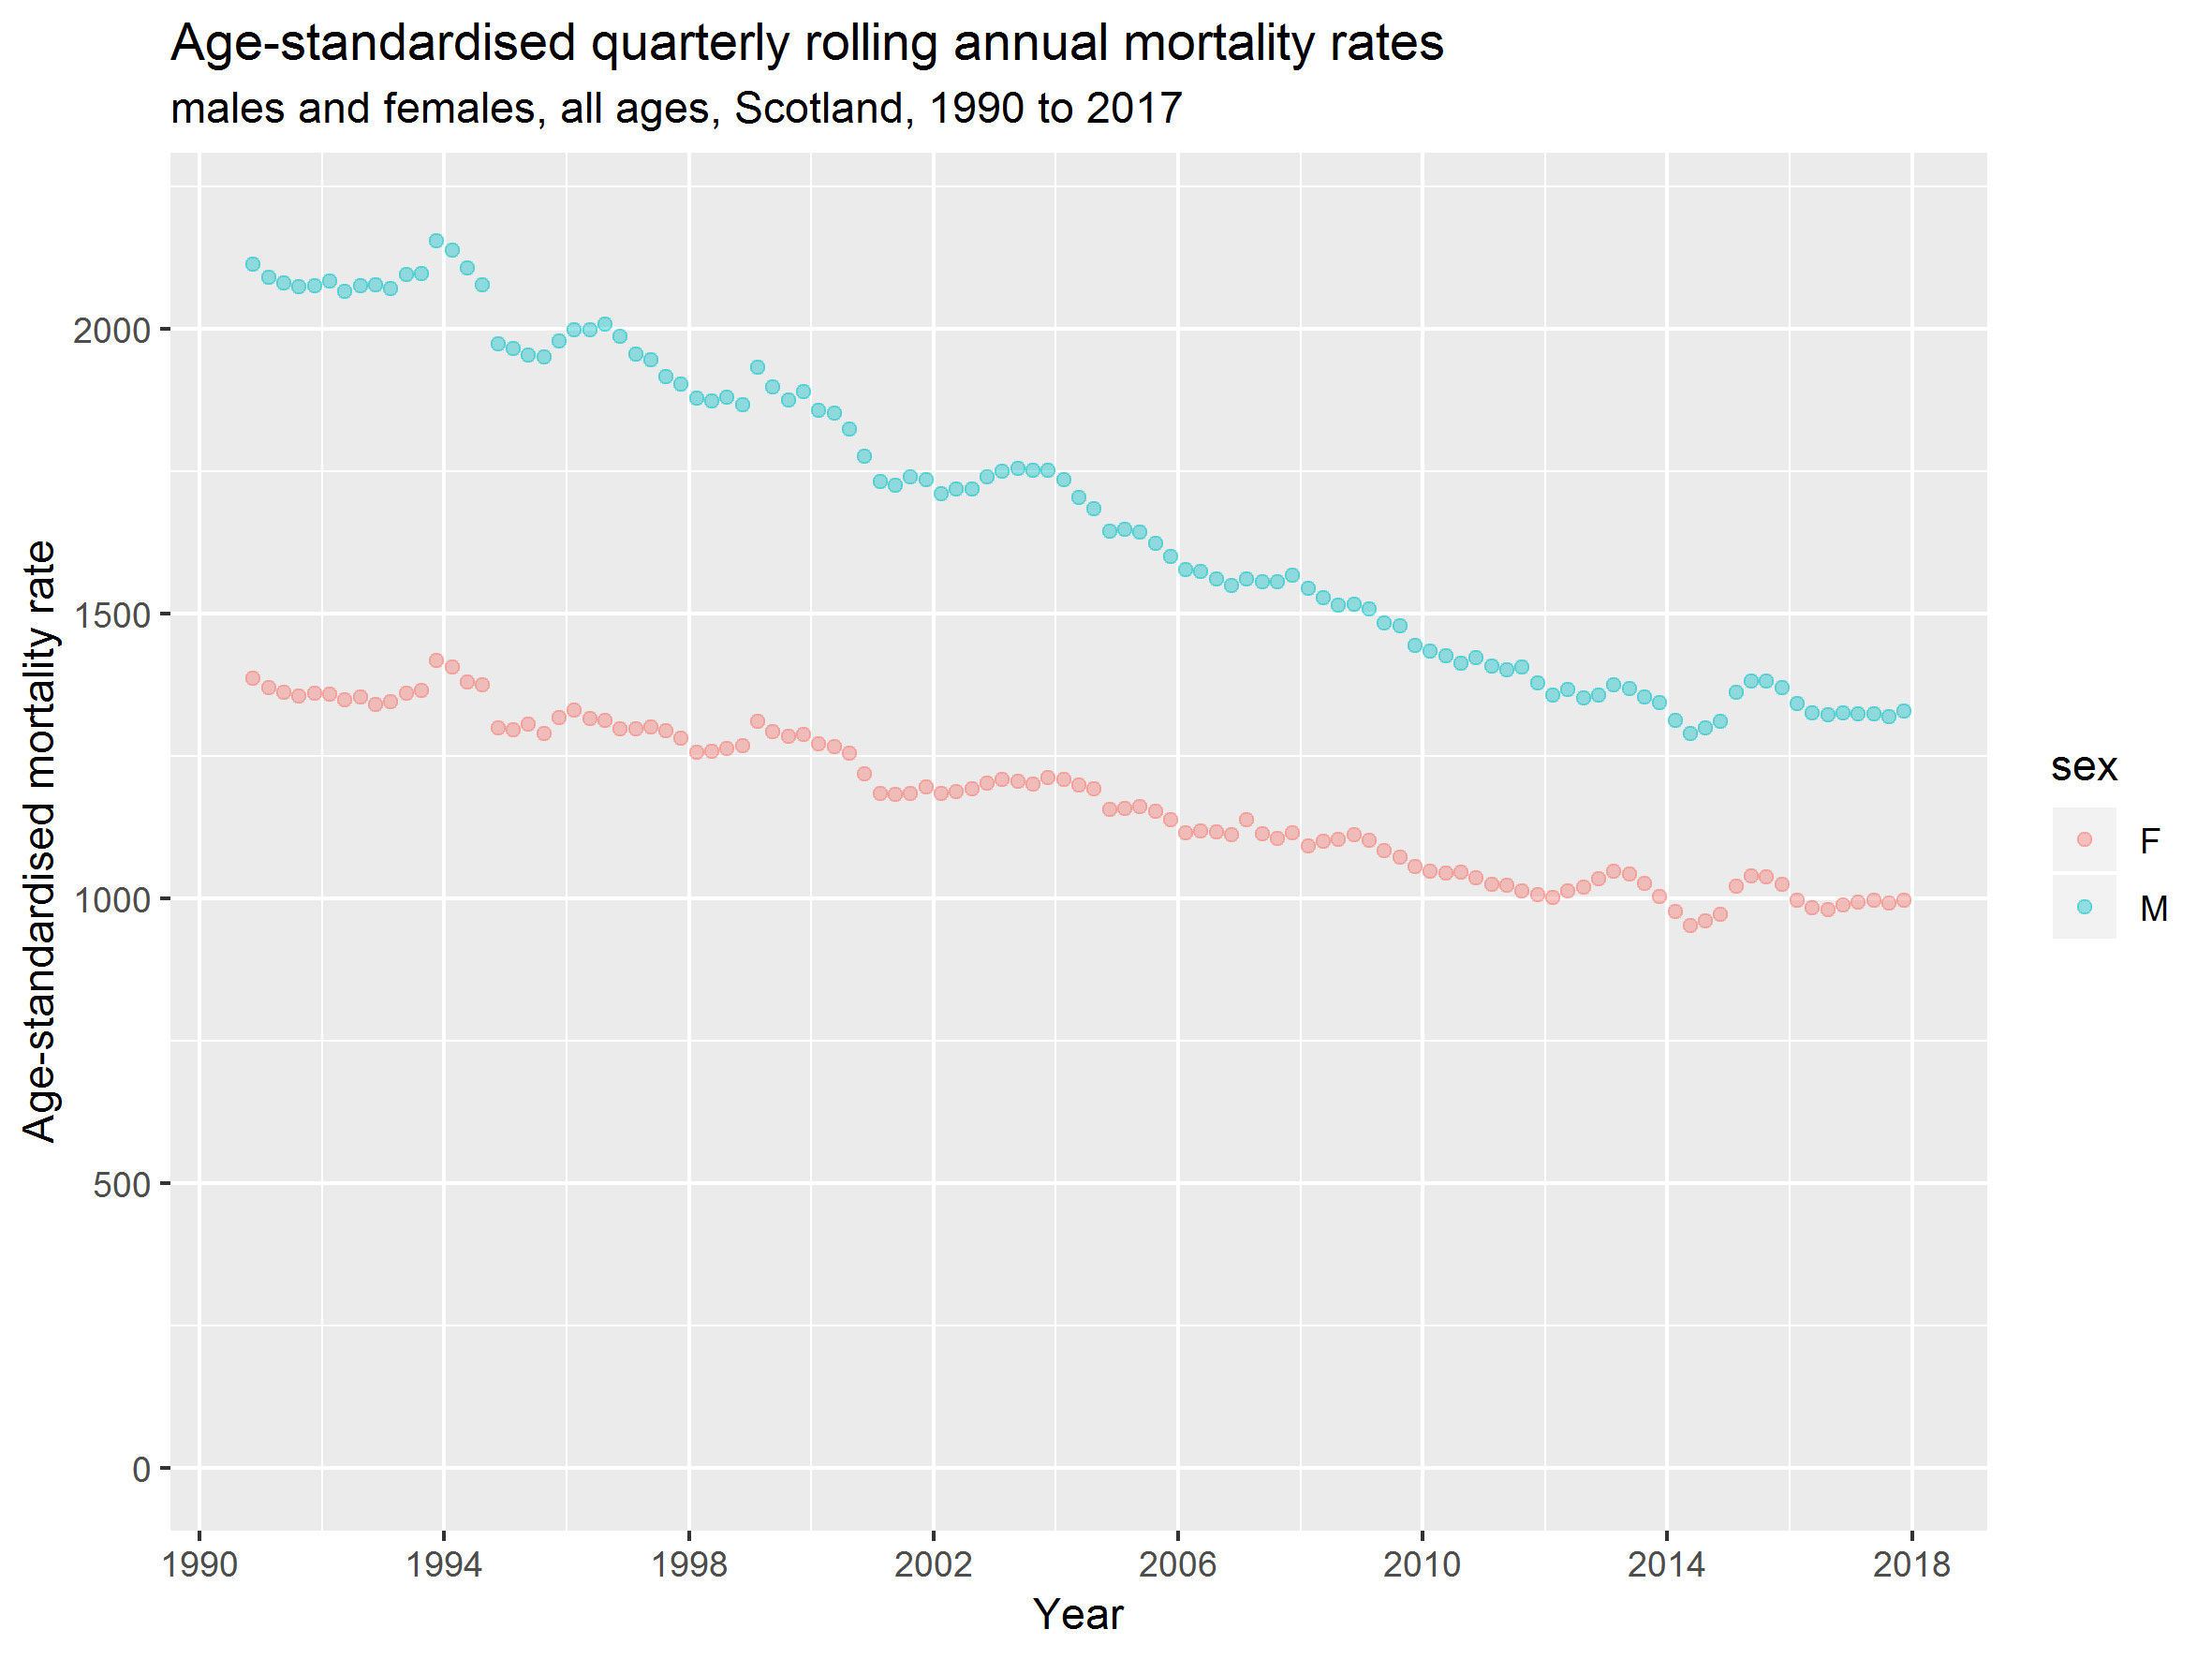 Age-standardised quarterly rolling annual mortality rates
males and females, all ages, Scotland, 1990 to 2017
Age-standardised mortality rate
2000
1500
1000
500
0
1990 1994 1998 2002 2006 2010 2014 2018
Year
sex
F
M